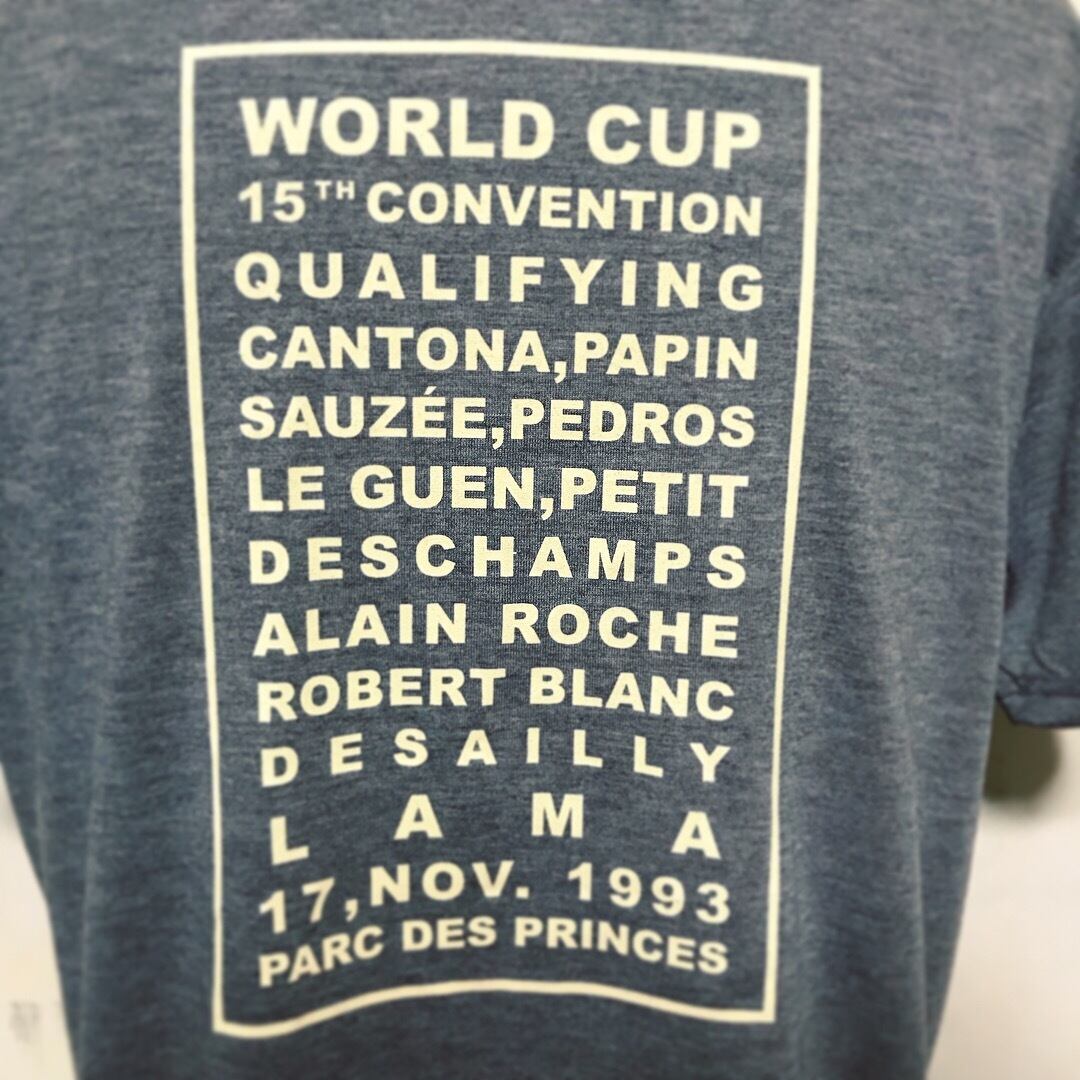 WORLD CUP
15TH CONVENTION
QUALIFYING
CANTONA,PAPIN
SAUZÉE,PEDROS
LE GUEN,PETIT
DESCHAMPS
ALAIN ROCHE
ROBERT BLANC
DESAILLY
LAMA
17,NOV. 1993
PARC DES PRINCES